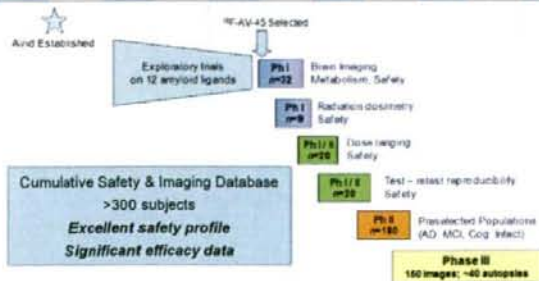 ¹⁸F-AV-45 Selected
Avid Established
Exploratory trials
on 12 amyloid ligands
Ph I
n=32
Brain Imaging
Metabolism, Safety
Ph I
n=9
Radiation dosimetry
Safety
Ph I/II
n=20
Dose ranging
Safety
Ph I/II
n=20
Test – retest reproducibility
Safety
Ph II
n=180
Preselected Populations
(AD, MCI, Cog. Intact)
Cumulative Safety & Imaging Database
>300 subjects
Excellent safety profile
Significant efficacy data
Phase III
150 images; ~40 autopsies